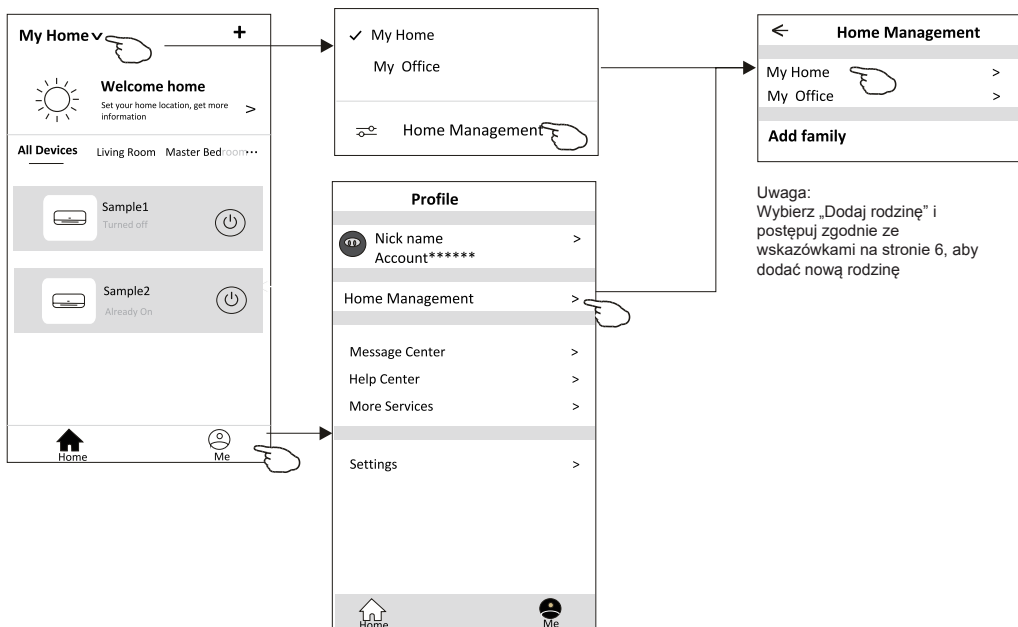 My Home
+
Welcome home
Set your home location, get more
information
>
All Devices Living Room Master Bedroom...
Sample1
Turned off
Sample2
Already On
Home
Me
✓ My Home
My Office
Home Management
Profile
Nick name >
Account******
Home Management >
Message Center >
Help Center >
More Services >
Settings >
Home
Me
← Home Management
My Home >
My Office >
Add family
Uwaga:
Wybierz „Dodaj rodzinę” i
postępuj zgodnie ze
wskazówkami na stronie 6, aby
dodać nową rodzinę